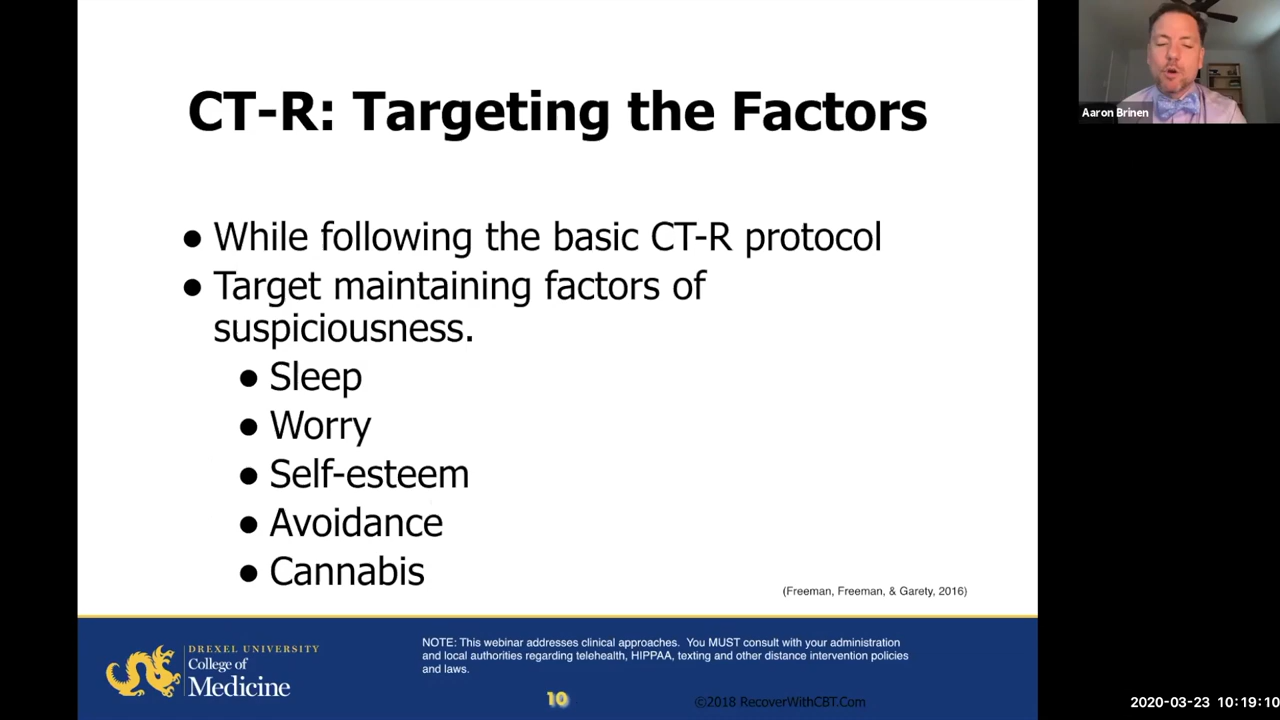 CT-R: Targeting the Factors
● While following the basic CT-R protocol
● Target maintaining factors of
suspiciousness.
● Sleep
● Worry
● Self-esteem
● Avoidance
● Cannabis
(Freeman, Freeman, & Garety, 2016)
DREXEL UNIVERSITY
College of
Medicine
NOTE: This webinar addresses clinical approaches. You MUST consult with your administration
and local authorities regarding telehealth, HIPPAA, texting and other distance intervention policies
and laws.
10
©2018 RecoverWithCBT.Com
Aaron Brinen
2020-03-23 10:19:10